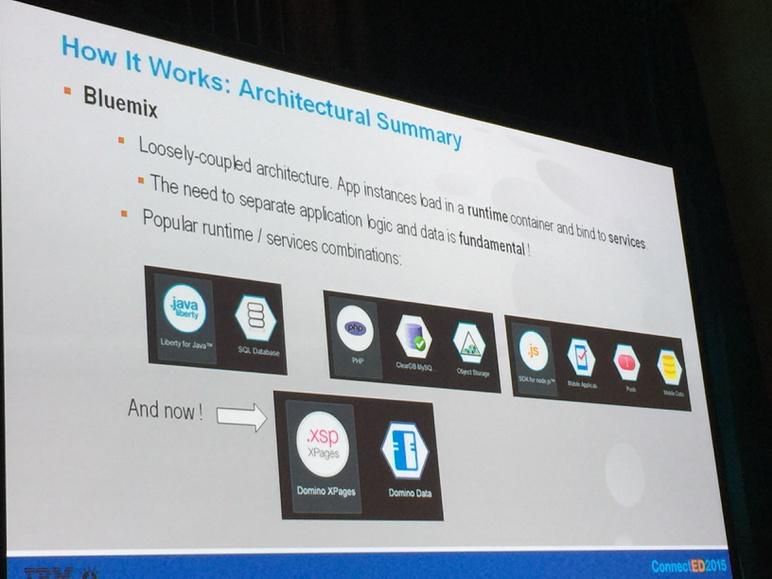 How It Works: Architectural Summary
Bluemix
Loosely-coupled architecture. App instances load in a runtime container and bind to services.
The need to separate application logic and data is fundamental !
Popular runtime / services combinations:
.java
liberty
Liberty for Java™
SQL Database
php
PHP
ClearDB MySQ...
Object Storage
.js
SDK for node.js™
Mobile Applicati
Push
Mobile Data
And now !
.xsp
XPages
Domino XPages
Domino Data
IBM
ConnectED2015